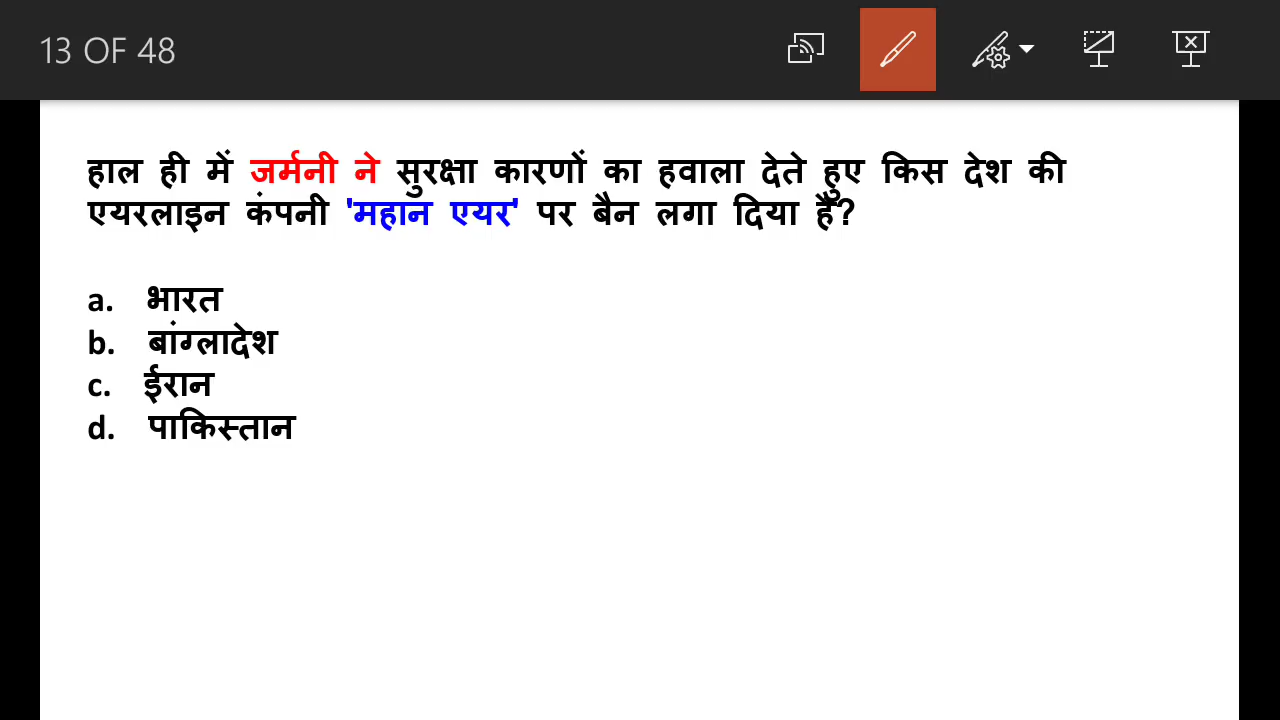 13 OF 48
हाल ही में जर्मनी ने सुरक्षा कारणों का हवाला देते हुए किस देश की
एयरलाइन कंपनी 'महान एयर' पर बैन लगा दिया है?
a. भारत
b. बांग्लादेश
c. ईरान
d. पाकिस्तान